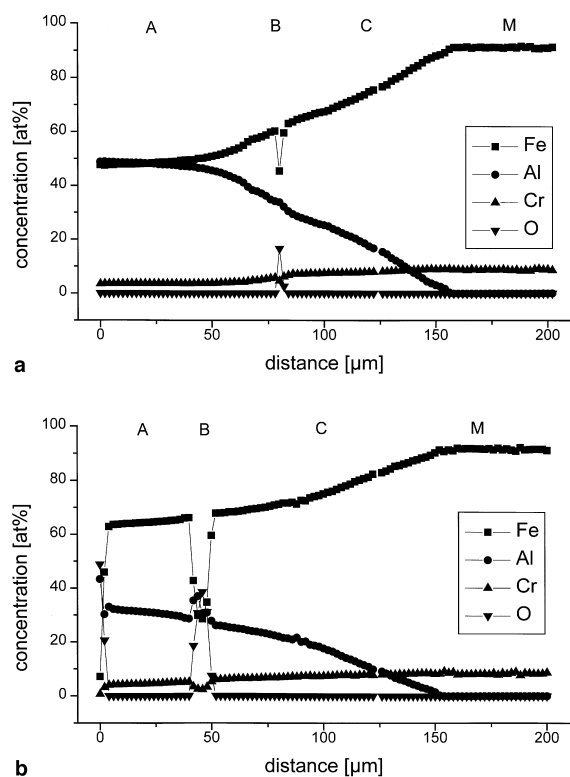 100
A
B
C
M
80
concentration [at%]
60
40
20
0
Fe
Al
Cr
O
0
50
100
150
200
a
distance [µm]
100
A
B
C
M
80
concentration [at%]
60
40
20
0
Fe
Al
Cr
O
0
50
100
150
200
b
distance [µm]